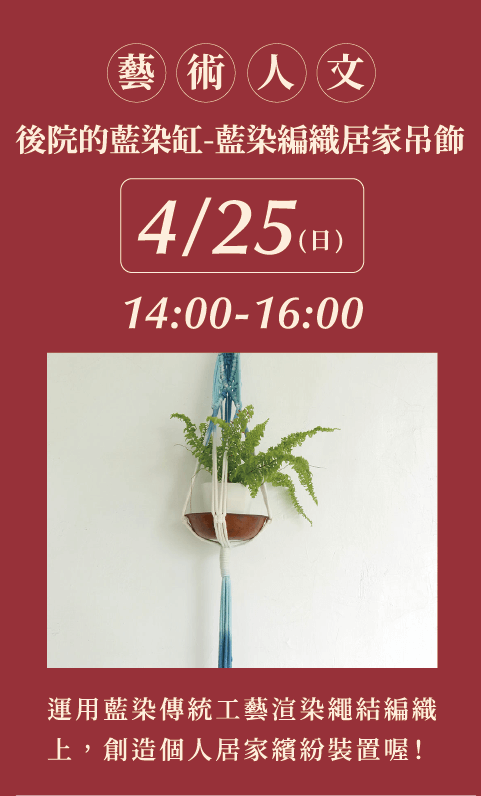 藝術人文
後院的藍染缸-藍染編織居家吊飾
4/25(日)
14:00-16:00
運用藍染傳統工藝渲染繩結編織
上，創造個人居家繽紛裝置喔！